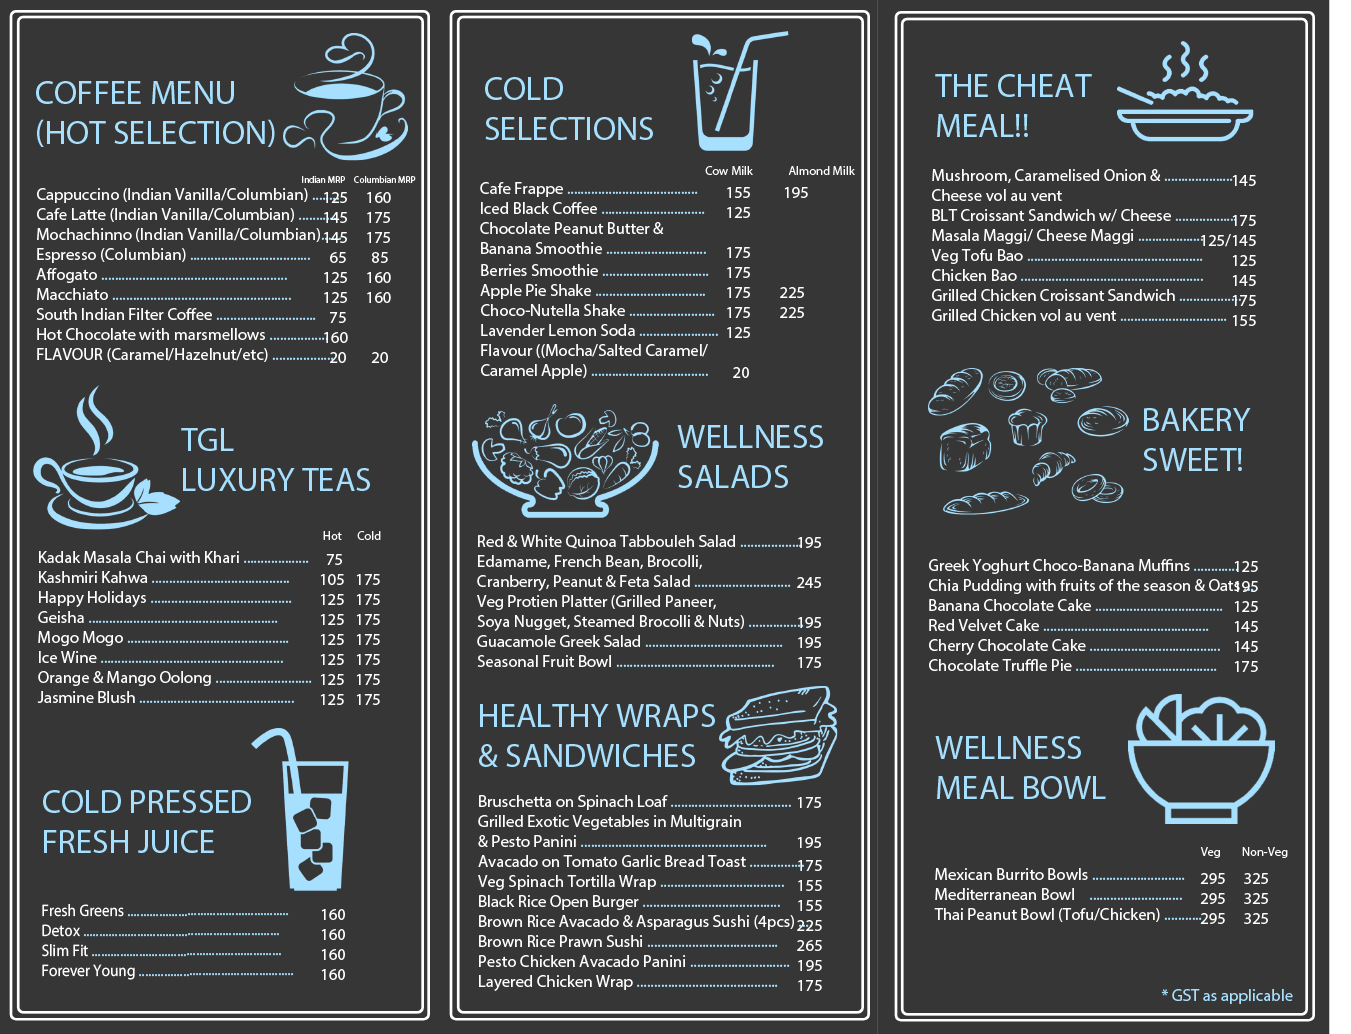 COFFEE MENU
(HOT SELECTION)
Indian MRP Columbian MRP
Cappuccino (Indian Vanilla/Columbian) ...... 125 160
Cafe Latte (Indian Vanilla/Columbian) ......... 145 175
Mochachinno (Indian Vanilla/Columbian)..... 145 175
Espresso (Columbian) ................................ 65 85
Affogato .................................................. 125 160
Macchiato ................................................ 125 160
South Indian Filter Coffee .......................... 75
Hot Chocolate with marsmellows ............... 160
FLAVOUR (Caramel/Hazelnut/etc) ................ 20 20
TGL
LUXURY TEAS
Hot Cold
Kadak Masala Chai with Khari .................. 75
Kashmiri Kahwa ..................................... 105 175
Happy Holidays ...................................... 125 175
Geisha ................................................... 125 175
Mogo Mogo ........................................... 125 175
Ice Wine ................................................. 125 175
Orange & Mango Oolong .......................... 125 175
Jasmine Blush ......................................... 125 175
COLD PRESSED
FRESH JUICE
Fresh Greens ........................................... 160
Detox ..................................................... 160
Slim Fit ................................................... 160
Forever Young ......................................... 160
COLD
SELECTIONS
Cow Milk Almond Milk
Cafe Frappe ................................... 155 195
Iced Black Coffee ............................ 125
Chocolate Peanut Butter &
Banana Smoothie ........................... 175
Berries Smoothie ............................ 175
Apple Pie Shake ............................. 175 225
Choco-Nutella Shake ....................... 175 225
Lavender Lemon Soda ..................... 125
Flavour ((Mocha/Salted Caramel/
Caramel Apple) ............................... 20
WELLNESS
SALADS
Red & White Quinoa Tabbouleh Salad ................ 195
Edamame, French Bean, Brocolli,
Cranberry, Peanut & Feta Salad .......................... 245
Veg Protien Platter (Grilled Paneer,
Soya Nugget, Steamed Brocolli & Nuts) .............. 195
Guacamole Greek Salad ..................................... 195
Seasonal Fruit Bowl .......................................... 175
HEALTHY WRAPS
& SANDWICHES
Bruschetta on Spinach Loaf ................................ 175
Grilled Exotic Vegetables in Multigrain
& Pesto Panini .................................................. 195
Avacado on Tomato Garlic Bread Toast .............. 175
Veg Spinach Tortilla Wrap ................................. 155
Black Rice Open Burger ..................................... 155
Brown Rice Avacado & Asparagus Sushi (4pcs) ... 225
Brown Rice Prawn Sushi ................................... 265
Pesto Chicken Avacado Panini ........................... 195
Layered Chicken Wrap ...................................... 175
THE CHEAT
MEAL!!
Mushroom, Caramelised Onion & .................. 145
Cheese vol au vent
BLT Croissant Sandwich w/ Cheese ................ 175
Masala Maggi/ Cheese Maggi ................. 125/145
Veg Tofu Bao ............................................... 125
Chicken Bao ................................................. 145
Grilled Chicken Croissant Sandwich ............... 175
Grilled Chicken vol au vent ............................ 155
BAKERY
SWEET!
Greek Yoghurt Choco-Banana Muffins ............ 125
Chia Pudding with fruits of the season & Oats ... 195
Banana Chocolate Cake .................................. 125
Red Velvet Cake ............................................ 145
Cherry Chocolate Cake ................................... 145
Chocolate Truffle Pie ...................................... 175
WELLNESS
MEAL BOWL
Veg Non-Veg
Mexican Burrito Bowls ......................... 295 325
Mediterranean Bowl ......................... 295 325
Thai Peanut Bowl (Tofu/Chicken) .......... 295 325
* GST as applicable